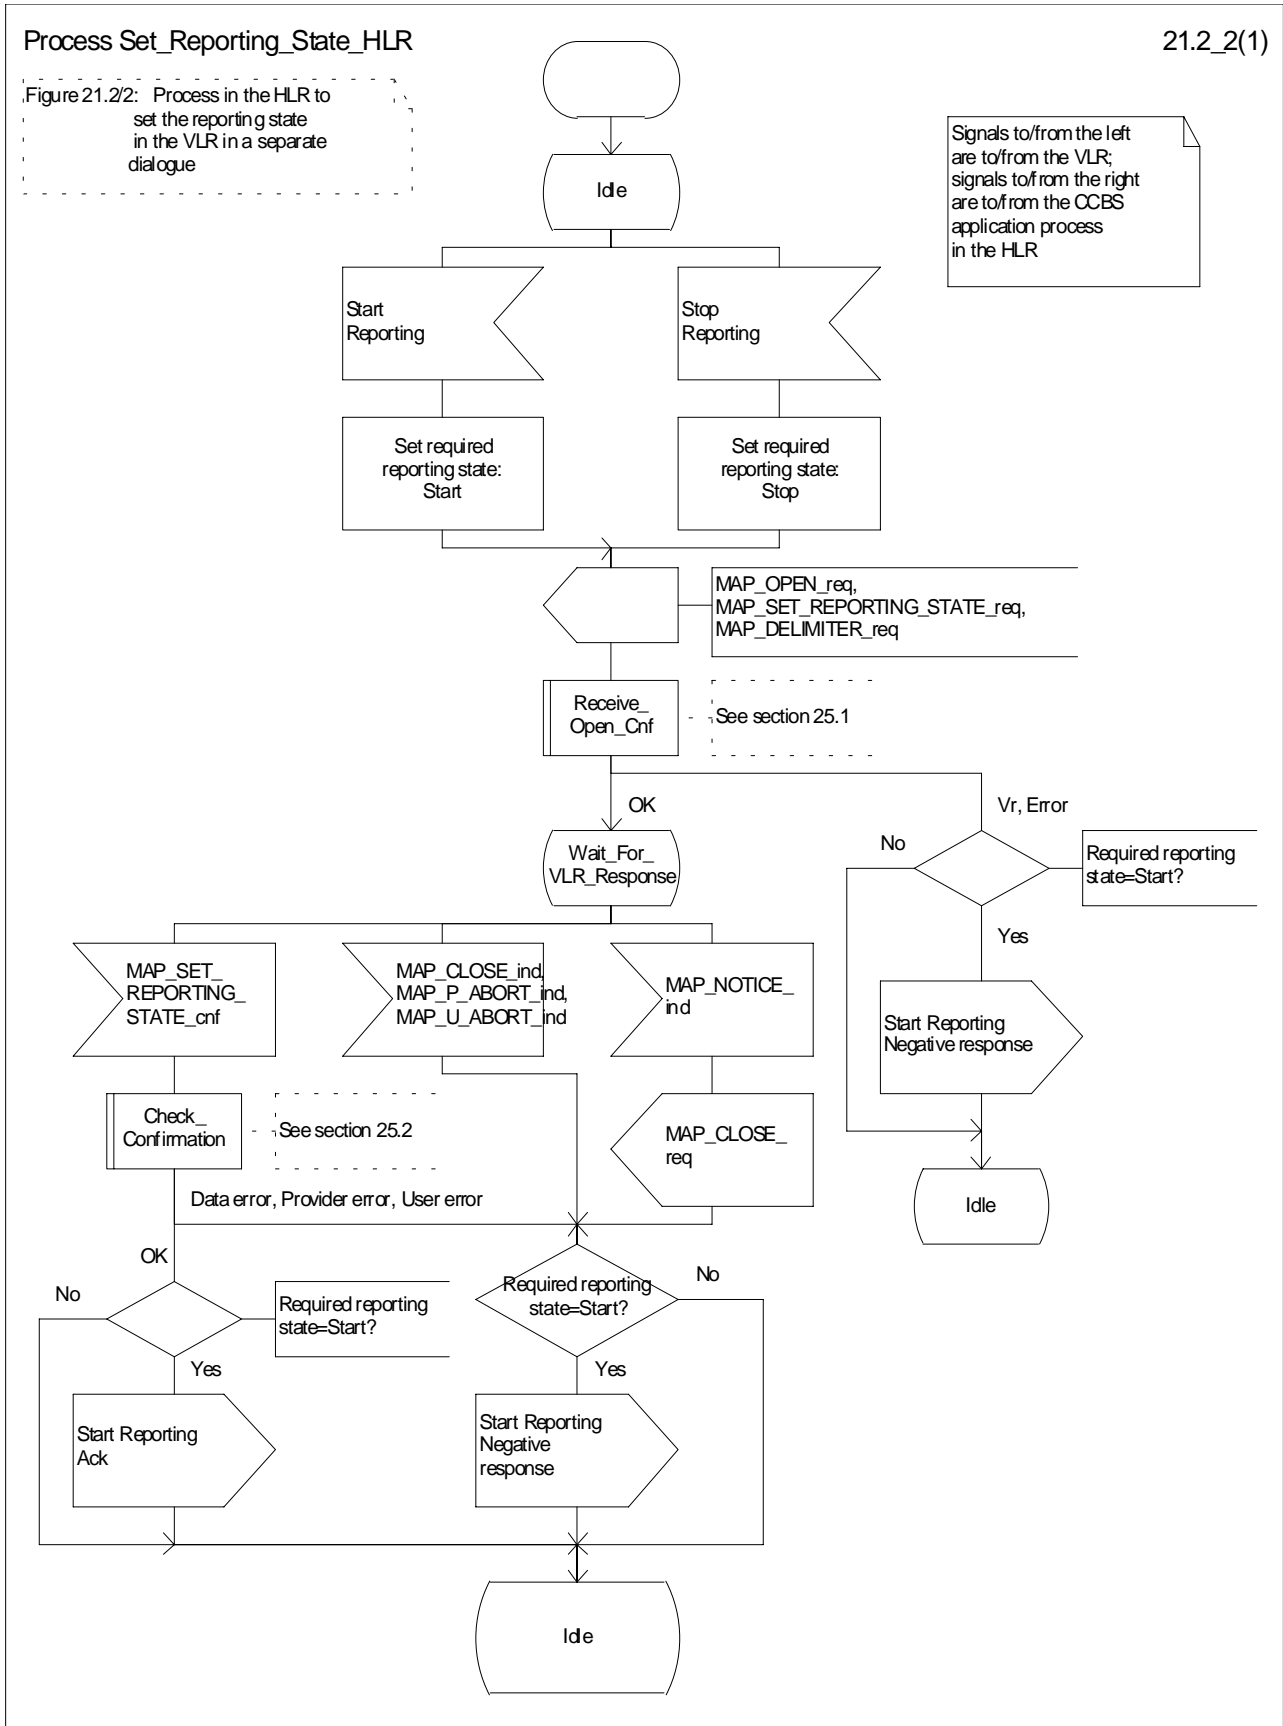 Process Set_Reporting_State_HLR
21.2_2(1)
Figure 21.2/2: Process in the HLR to
set the reporting state
in the VLR in a separate
dialogue
Signals to/from the left
are to/from the VLR;
signals to/from the right
are to/from the CCBS
application process
in the HLR
Idle
Start
Reporting
Stop
Reporting
Set required
reporting state:
Start
Set required
reporting state:
Stop
MAP_OPEN_req,
MAP_SET_REPORTING_STATE_req,
MAP_DELIMITER_req
Receive_
Open_Cnf
See section 25.1
OK
Vr, Error
Wait_For_
VLR_Response
No
Required reporting
state=Start?
Yes
MAP_SET_
REPORTING_
STATE_cnf
MAP_CLOSE_ind,
MAP_P_ABORT_ind,
MAP_U_ABORT_ind
MAP_NOTICE_
ind
Start Reporting
Negative response
Check_
Confirmation
See section 25.2
MAP_CLOSE_
req
Data error, Provider error, User error
Idle
OK
No
Required reporting
state=Start?
Required reporting
state=Start?
No
Yes
Yes
Start Reporting
Ack
Start Reporting
Negative
response
Idle